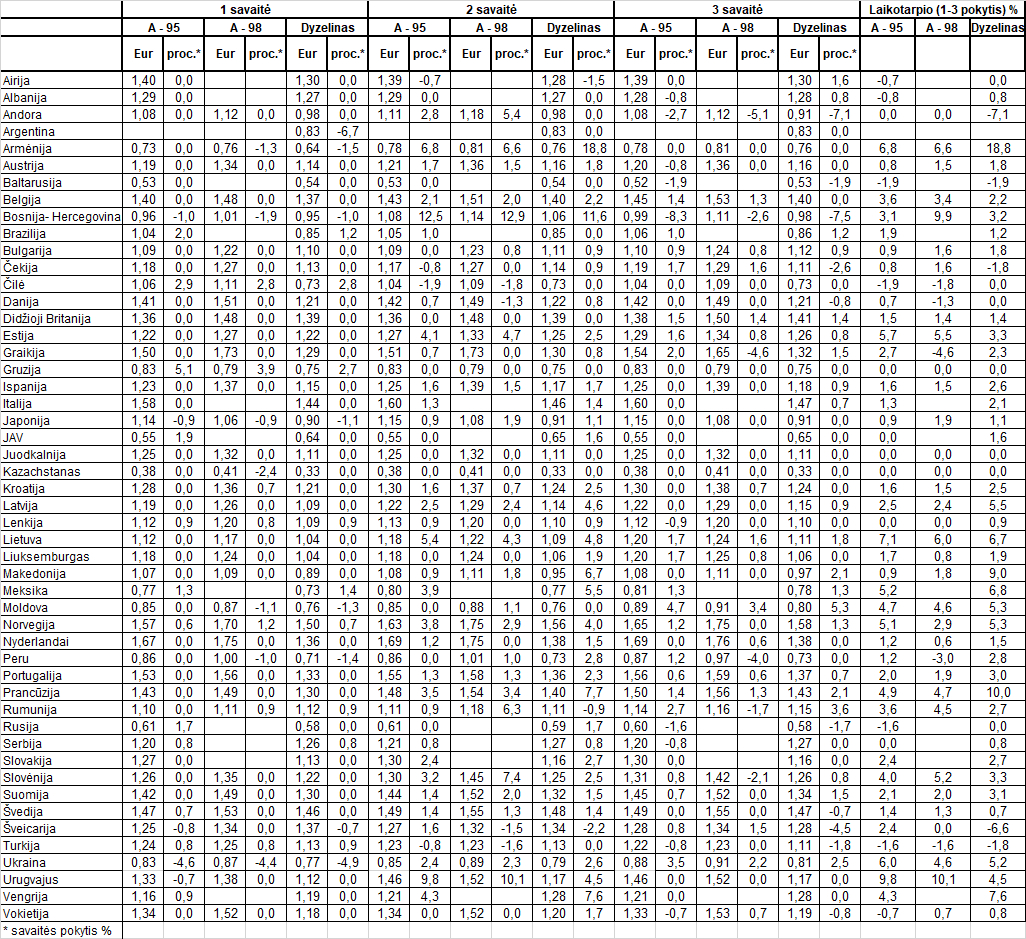 1 savaitė 2 savaitė 3 savaitė Laikotarpio (1-3 pokytis) %
A - 95 A - 98 Dyzelinas A - 95 A - 98 Dyzelinas A - 95 A - 98 Dyzelinas A - 95 A - 98 Dyzelinas
Eur proc.* Eur proc.* Eur proc.* Eur proc.* Eur proc.* Eur proc.* Eur proc.* Eur proc.* Eur proc.*
Airija 1,40 0,0 1,30 0,0 1,39 -0,7 1,28 -1,5 1,39 0,0 1,30 1,6 -0,7 0,0
Albanija 1,29 0,0 1,27 0,0 1,29 0,0 1,27 0,0 1,28 -0,8 1,28 0,8 -0,8 0,8
Andora 1,08 0,0 1,12 0,0 0,98 0,0 1,11 2,8 1,18 5,4 0,98 0,0 1,08 -2,7 1,12 -5,1 0,91 -7,1 0,0 0,0 -7,1
Argentina 0,83 -6,7 0,83 0,0 0,83 0,0
Armėnija 0,73 0,0 0,76 -1,3 0,64 -1,5 0,78 6,8 0,81 6,6 0,76 18,8 0,78 0,0 0,81 0,0 0,76 0,0 6,8 6,6 18,8
Austrija 1,19 0,0 1,34 0,0 1,14 0,0 1,21 1,7 1,36 1,5 1,16 1,8 1,20 -0,8 1,36 0,0 1,16 0,0 0,8 1,5 1,8
Baltarusija 0,53 0,0 0,54 0,0 0,53 0,0 0,54 0,0 0,52 -1,9 0,53 -1,9 -1,9 -1,9
Belgija 1,40 0,0 1,48 0,0 1,37 0,0 1,43 2,1 1,51 2,0 1,40 2,2 1,45 1,4 1,53 1,3 1,40 0,0 3,6 3,4 2,2
Bosnija- Hercegovina 0,96 -1,0 1,01 -1,9 0,95 -1,0 1,08 12,5 1,14 12,9 1,06 11,6 0,99 -8,3 1,11 -2,6 0,98 -7,5 3,1 9,9 3,2
Brazilija 1,04 2,0 0,85 1,2 1,05 1,0 0,85 0,0 1,06 1,0 0,86 1,2 1,9 1,2
Bulgarija 1,09 0,0 1,22 0,0 1,10 0,0 1,09 0,0 1,23 0,8 1,11 0,9 1,10 0,9 1,24 0,8 1,12 0,9 0,9 1,6 1,8
Čekija 1,18 0,0 1,27 0,0 1,13 0,0 1,17 -0,8 1,27 0,0 1,14 0,9 1,19 1,7 1,29 1,6 1,11 -2,6 0,8 1,6 -1,8
Čilė 1,06 2,9 1,11 2,8 0,73 2,8 1,04 -1,9 1,09 -1,8 0,73 0,0 1,04 0,0 1,09 0,0 0,73 0,0 -1,9 -1,8 0,0
Danija 1,41 0,0 1,51 0,0 1,21 0,0 1,42 0,7 1,49 -1,3 1,22 0,8 1,42 0,0 1,49 0,0 1,21 -0,8 0,7 -1,3 0,0
Didžioji Britanija 1,36 0,0 1,48 0,0 1,39 0,0 1,36 0,0 1,48 0,0 1,39 0,0 1,38 1,5 1,50 1,4 1,41 1,4 1,5 1,4 1,4
Estija 1,22 0,0 1,27 0,0 1,22 0,0 1,27 4,1 1,33 4,7 1,25 2,5 1,29 1,6 1,34 0,8 1,26 0,8 5,7 5,5 3,3
Graikija 1,50 0,0 1,73 0,0 1,29 0,0 1,51 0,7 1,73 0,0 1,30 0,8 1,54 2,0 1,65 -4,6 1,32 1,5 2,7 -4,6 2,3
Gruzija 0,83 5,1 0,79 3,9 0,75 2,7 0,83 0,0 0,79 0,0 0,75 0,0 0,83 0,0 0,79 0,0 0,75 0,0 0,0 0,0 0,0
Ispanija 1,23 0,0 1,37 0,0 1,15 0,0 1,25 1,6 1,39 1,5 1,17 1,7 1,25 0,0 1,39 0,0 1,18 0,9 1,6 1,5 2,6
Italija 1,58 0,0 1,44 0,0 1,60 1,3 1,46 1,4 1,60 0,0 1,47 0,7 1,3 2,1
Japonija 1,14 -0,9 1,06 -0,9 0,90 -1,1 1,15 0,9 1,08 1,9 0,91 1,1 1,15 0,0 1,08 0,0 0,91 0,0 0,9 1,9 1,1
JAV 0,55 1,9 0,64 0,0 0,55 0,0 0,65 1,6 0,55 0,0 0,65 0,0 0,0 1,6
Juodkalnija 1,25 0,0 1,32 0,0 1,11 0,0 1,25 0,0 1,32 0,0 1,11 0,0 1,25 0,0 1,32 0,0 1,11 0,0 0,0 0,0 0,0
Kazachstanas 0,38 0,0 0,41 -2,4 0,33 0,0 0,38 0,0 0,41 0,0 0,33 0,0 0,38 0,0 0,41 0,0 0,33 0,0 0,0 0,0 0,0
Kroatija 1,28 0,0 1,36 0,7 1,21 0,0 1,30 1,6 1,37 0,7 1,24 2,5 1,30 0,0 1,38 0,7 1,24 0,0 1,6 1,5 2,5
Latvija 1,19 0,0 1,26 0,0 1,09 0,0 1,22 2,5 1,29 2,4 1,14 4,6 1,22 0,0 1,29 0,0 1,15 0,9 2,5 2,4 5,5
Lenkija 1,12 0,9 1,20 0,8 1,09 0,9 1,13 0,9 1,20 0,0 1,10 0,9 1,12 -0,9 1,20 0,0 1,10 0,0 0,0 0,0 0,9
Lietuva 1,12 0,0 1,17 0,0 1,04 0,0 1,18 5,4 1,22 4,3 1,09 4,8 1,20 1,7 1,24 1,6 1,11 1,8 7,1 6,0 6,7
Liuksemburgas 1,18 0,0 1,24 0,0 1,04 0,0 1,18 0,0 1,24 0,0 1,06 1,9 1,20 1,7 1,25 0,8 1,06 0,0 1,7 0,8 1,9
Makedonija 1,07 0,0 1,09 0,0 0,89 0,0 1,08 0,9 1,11 1,8 0,95 6,7 1,08 0,0 1,11 0,0 0,97 2,1 0,9 1,8 9,0
Meksika 0,77 1,3 0,73 1,4 0,80 3,9 0,77 5,5 0,81 1,3 0,78 1,3 5,2 6,8
Moldova 0,85 0,0 0,87 -1,1 0,76 -1,3 0,85 0,0 0,88 1,1 0,76 0,0 0,89 4,7 0,91 3,4 0,80 5,3 4,7 4,6 5,3
Norvegija 1,57 0,6 1,70 1,2 1,50 0,7 1,63 3,8 1,75 2,9 1,56 4,0 1,65 1,2 1,75 0,0 1,58 1,3 5,1 2,9 5,3
Nyderlandai 1,67 0,0 1,75 0,0 1,36 0,0 1,69 1,2 1,75 0,0 1,38 1,5 1,69 0,0 1,76 0,6 1,38 0,0 1,2 0,6 1,5
Peru 0,86 0,0 1,00 -1,0 0,71 -1,4 0,86 0,0 1,01 1,0 0,73 2,8 0,87 1,2 0,97 -4,0 0,73 0,0 1,2 -3,0 2,8
Portugalija 1,53 0,0 1,56 0,0 1,33 0,0 1,55 1,3 1,58 1,3 1,36 2,3 1,56 0,6 1,59 0,6 1,37 0,7 2,0 1,9 3,0
Prancūzija 1,43 0,0 1,49 0,0 1,30 0,0 1,48 3,5 1,54 3,4 1,40 7,7 1,50 1,4 1,56 1,3 1,43 2,1 4,9 4,7 10,0
Rumunija 1,10 0,0 1,11 0,9 1,12 0,9 1,11 0,9 1,18 6,3 1,11 -0,9 1,14 2,7 1,16 -1,7 1,15 3,6 3,6 4,5 2,7
Rusija 0,61 1,7 0,58 0,0 0,61 0,0 0,59 1,7 0,60 -1,6 0,58 -1,7 -1,6 0,0
Serbija 1,20 0,8 1,26 0,8 1,21 0,8 1,27 0,8 1,20 -0,8 1,27 0,0 0,0 0,8
Slovakija 1,27 0,0 1,13 0,0 1,30 2,4 1,16 2,7 1,30 0,0 1,16 0,0 2,4 2,7
Slovėnija 1,26 0,0 1,35 0,0 1,22 0,0 1,30 3,2 1,45 7,4 1,25 2,5 1,31 0,8 1,42 -2,1 1,26 0,8 4,0 5,2 3,3
Suomija 1,42 0,0 1,49 0,0 1,30 0,0 1,44 1,4 1,52 2,0 1,32 1,5 1,45 0,7 1,52 0,0 1,34 1,5 2,1 2,0 3,1
Švedija 1,47 0,7 1,53 0,0 1,46 0,0 1,49 1,4 1,55 1,3 1,48 1,4 1,49 0,0 1,55 0,0 1,47 -0,7 1,4 1,3 0,7
Šveicarija 1,25 -0,8 1,34 0,0 1,37 -0,7 1,27 1,6 1,32 -1,5 1,34 -2,2 1,28 0,8 1,34 1,5 1,28 -4,5 2,4 0,0 -6,6
Turkija 1,24 0,8 1,25 0,8 1,13 0,9 1,23 -0,8 1,23 -1,6 1,13 0,0 1,22 -0,8 1,23 0,0 1,11 -1,8 -1,6 -1,6 -1,8
Ukraina 0,83 -4,6 0,87 -4,4 0,77 -4,9 0,85 2,4 0,89 2,3 0,79 2,6 0,88 3,5 0,91 2,2 0,81 2,5 6,0 4,6 5,2
Urugvajus 1,33 -0,7 1,38 0,0 1,12 0,0 1,46 9,8 1,52 10,1 1,17 4,5 1,46 0,0 1,52 0,0 1,17 0,0 9,8 10,1 4,5
Vengrija 1,16 0,9 1,19 0,0 1,21 4,3 1,28 7,6 1,21 0,0 1,28 0,0 4,3 7,6
Vokietija 1,34 0,0 1,52 0,0 1,18 0,0 1,34 0,0 1,52 0,0 1,20 1,7 1,33 -0,7 1,53 0,7 1,19 -0,8 -0,7 0,7 0,8
* savaitės pokytis %